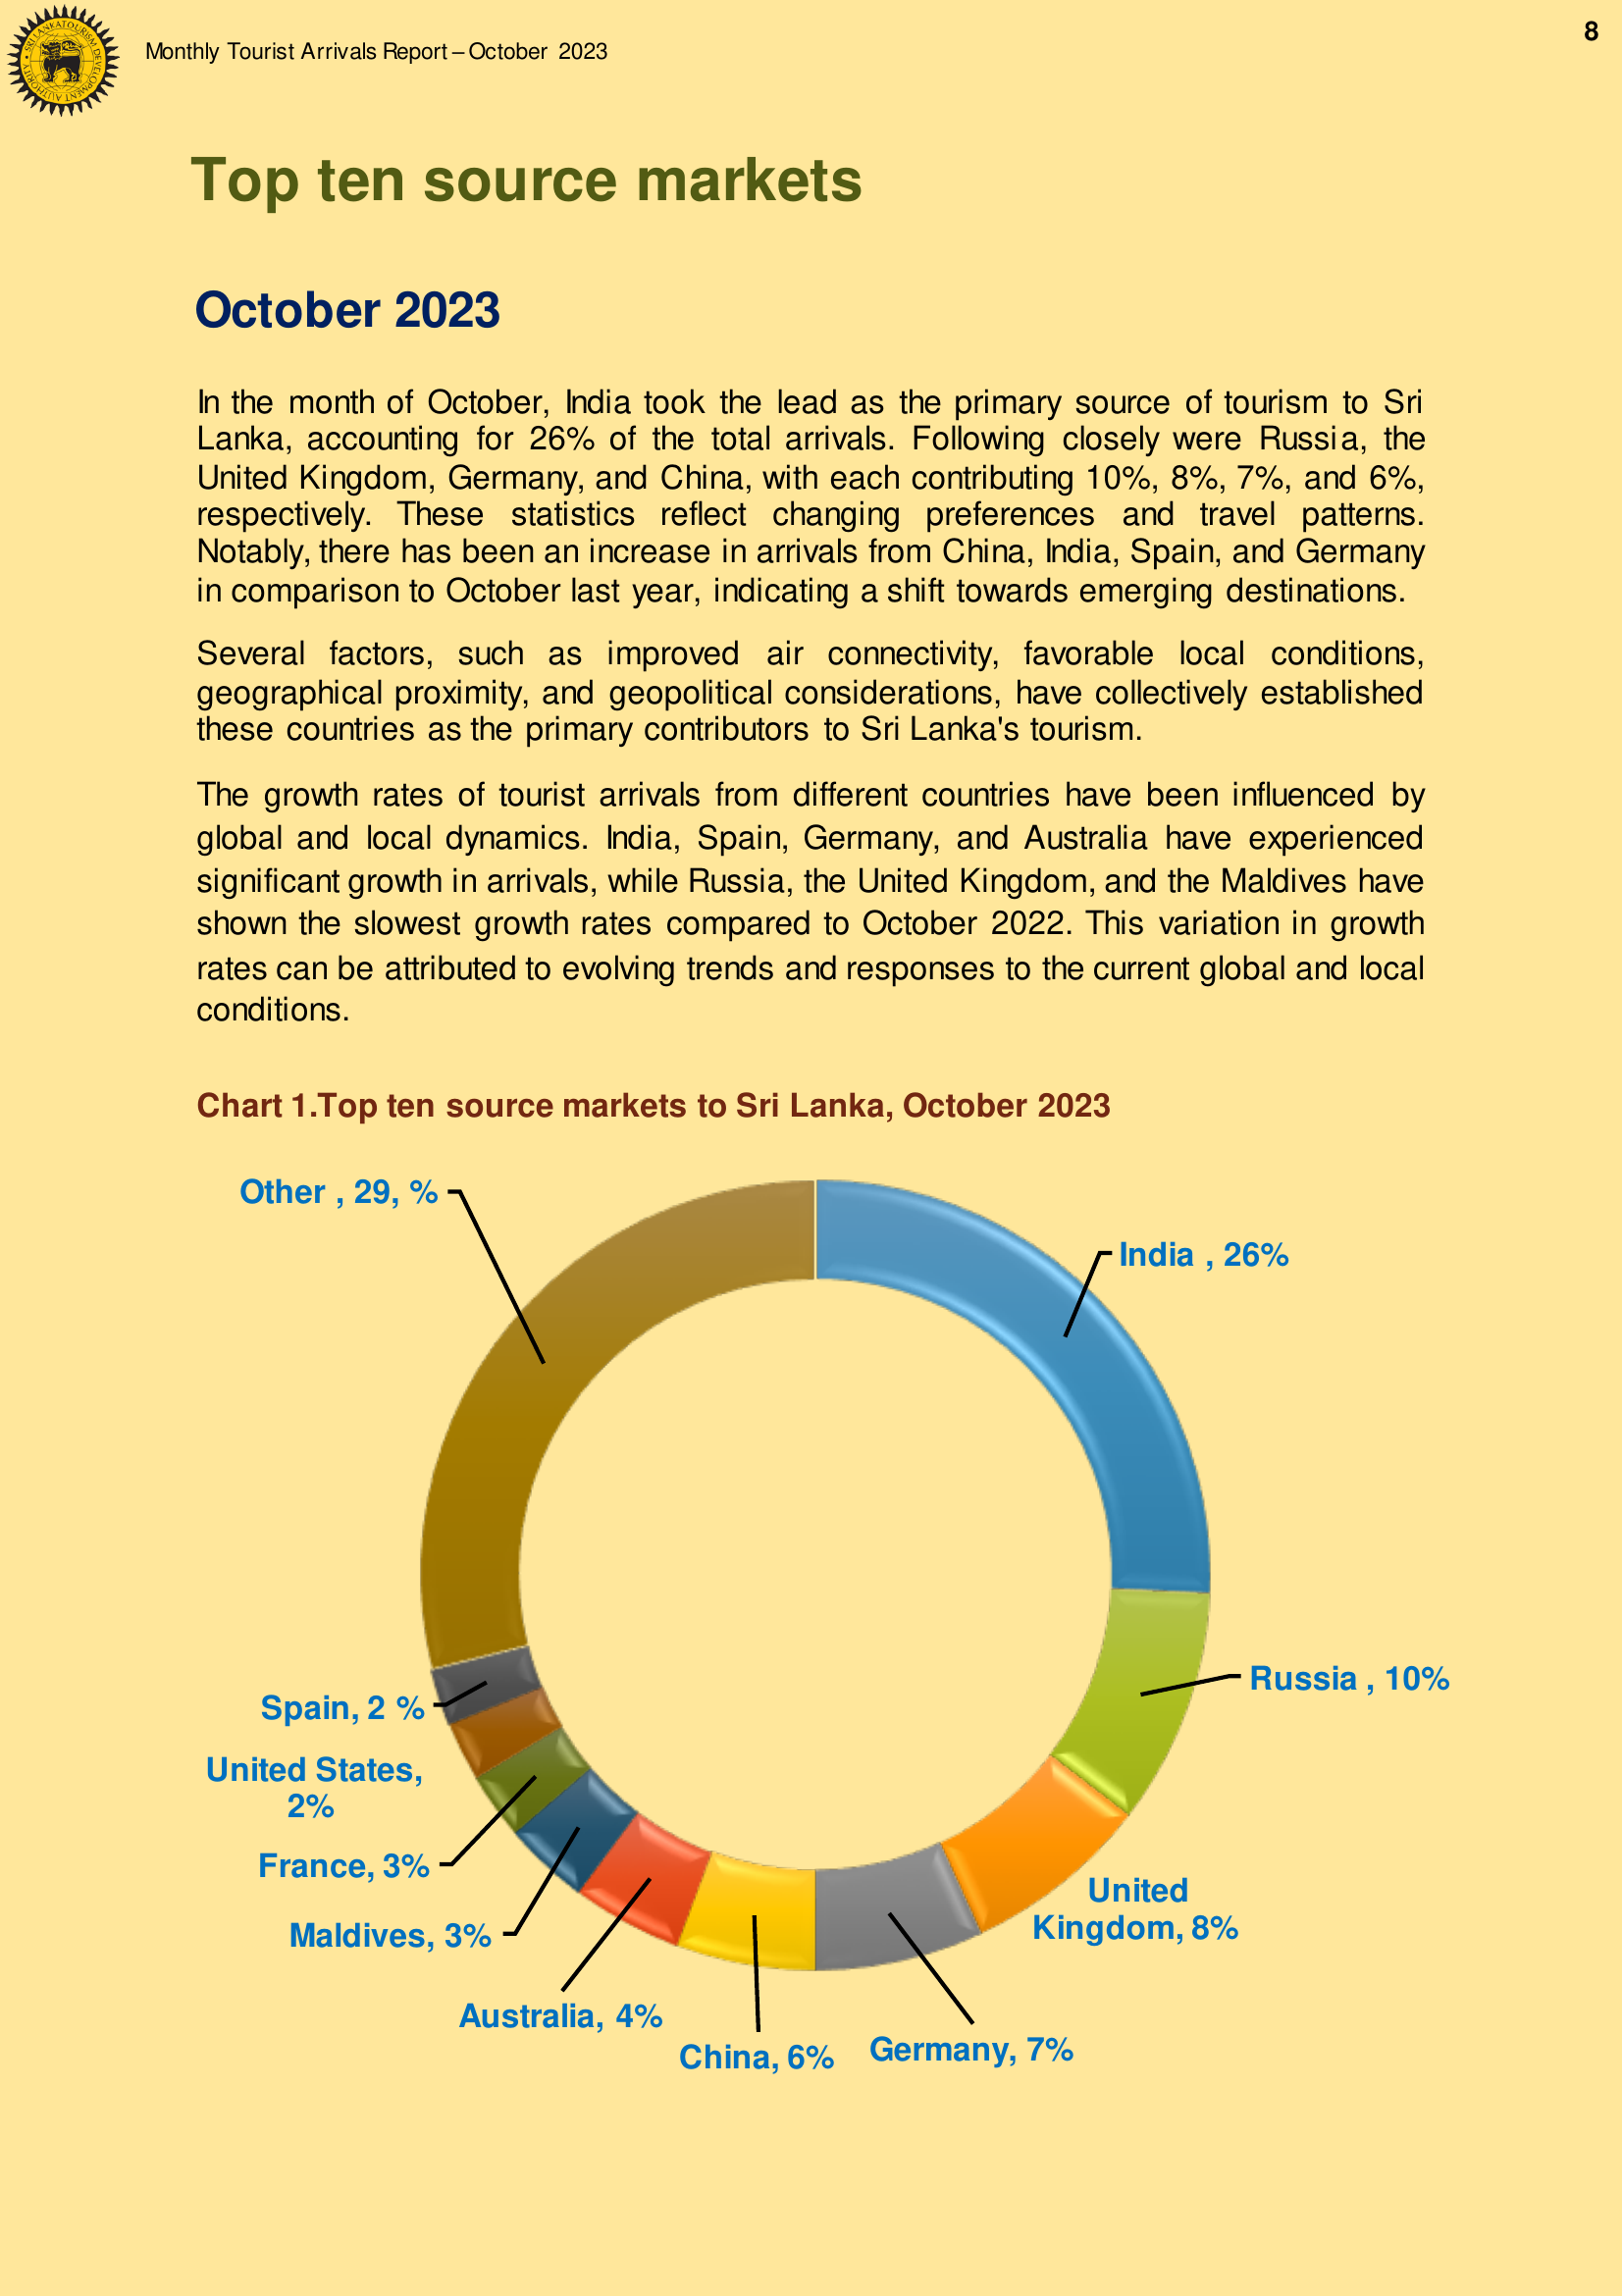 SRI LANKA TOURISM DEVELOPMENT AUTHORITY
Monthly Tourist Arrivals Report – October 2023
8
Top ten source markets
October 2023
In the month of October, India took the lead as the primary source of tourism to Sri
Lanka, accounting for 26% of the total arrivals. Following closely were Russia, the
United Kingdom, Germany, and China, with each contributing 10%, 8%, 7%, and 6%,
respectively. These statistics reflect changing preferences and travel patterns.
Notably, there has been an increase in arrivals from China, India, Spain, and Germany
in comparison to October last year, indicating a shift towards emerging destinations.
Several factors, such as improved air connectivity, favorable local conditions,
geographical proximity, and geopolitical considerations, have collectively established
these countries as the primary contributors to Sri Lanka's tourism.
The growth rates of tourist arrivals from different countries have been influenced by
global and local dynamics. India, Spain, Germany, and Australia have experienced
significant growth in arrivals, while Russia, the United Kingdom, and the Maldives have
shown the slowest growth rates compared to October 2022. This variation in growth
rates can be attributed to evolving trends and responses to the current global and local
conditions.
Chart 1.Top ten source markets to Sri Lanka, October 2023
Other , 29, %
India , 26%
Russia , 10%
Spain, 2 %
United States,
2%
France, 3%
United
Kingdom, 8%
Maldives, 3%
Australia, 4%
China, 6%
Germany, 7%